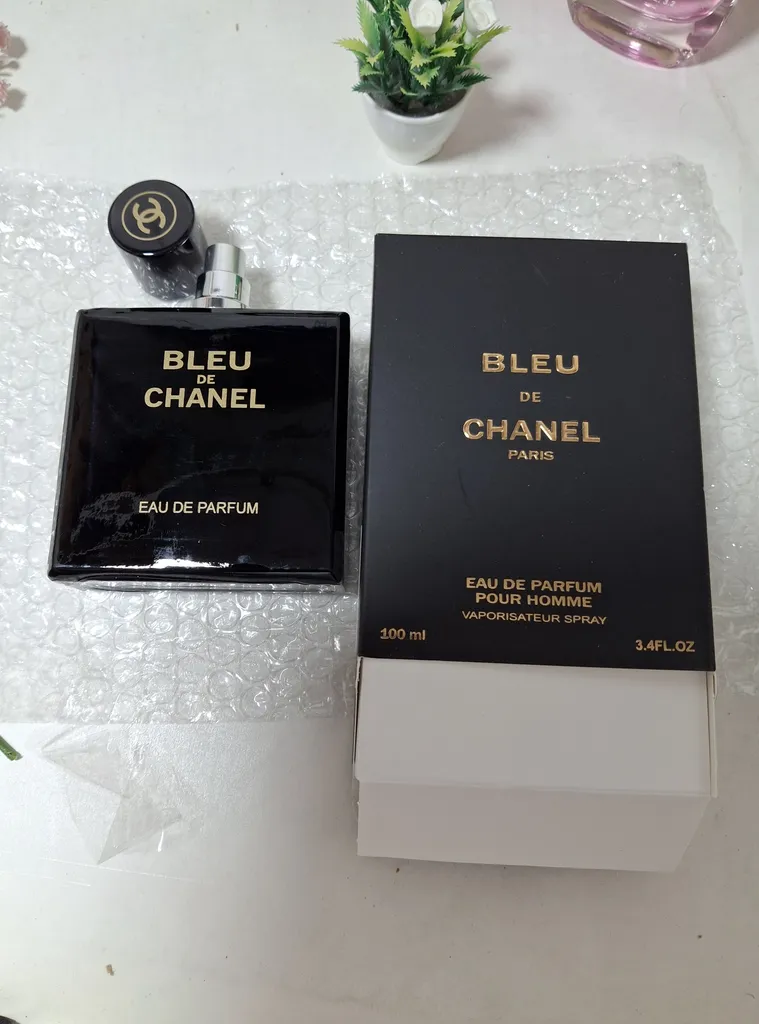 BLEU
DE
CHANEL
EAU DE PARFUM
BLEU
DE
CHANEL
PARIS
EAU DE PARFUM
POUR HOMME
VAPORISATEUR SPRAY
100 ml
3.4FL.OZ